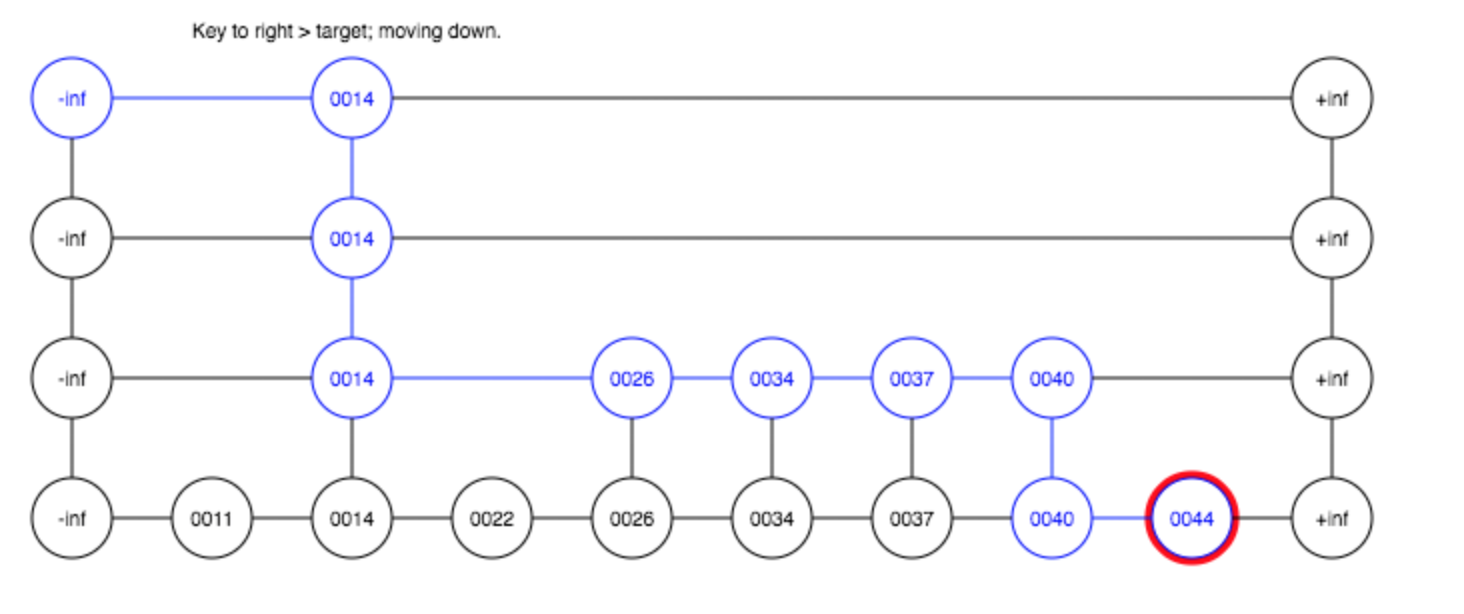 Key to right > target; moving down.
-inf 0014 +inf
-inf 0014 +inf
-inf 0014 0026 0034 0037 0040 +inf
-inf 0011 0014 0022 0026 0034 0037 0040 0044 +inf